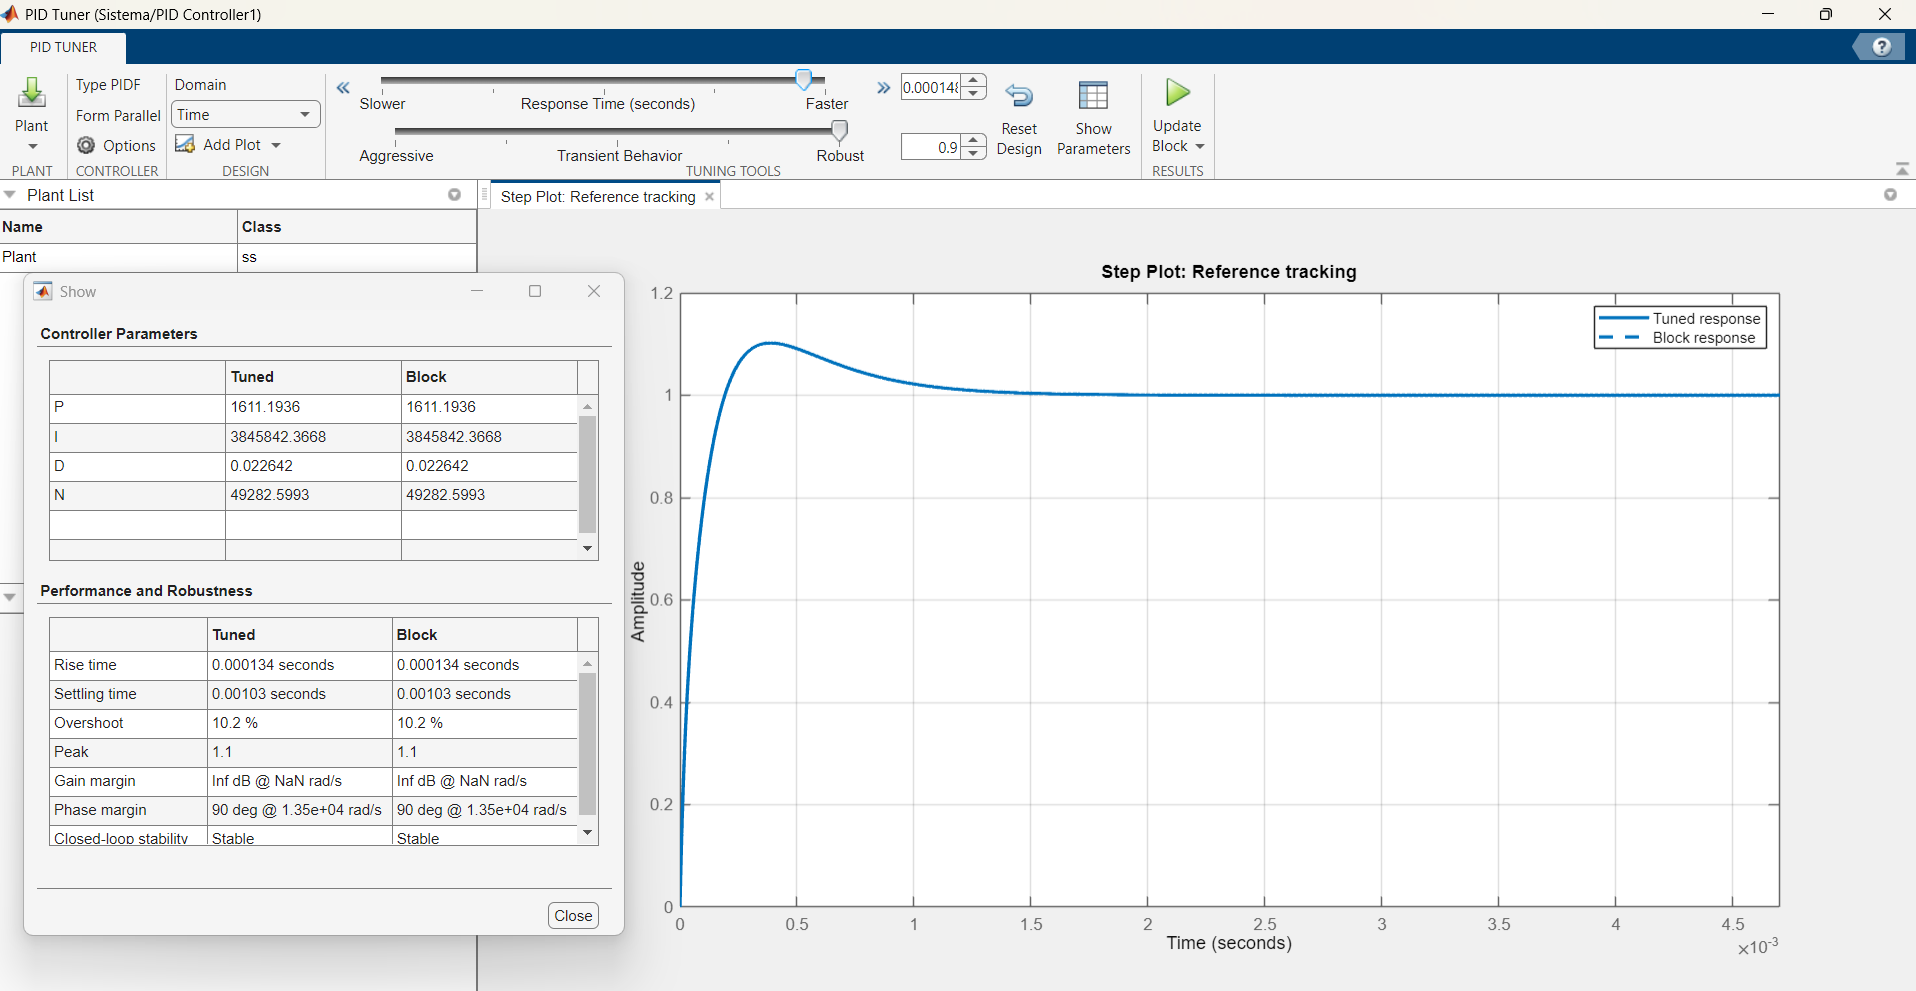 PID Tuner (Sistema/PID Controller1)
PID TUNER
Plant
PLANT
Type PIDF
Form Parallel
Options
CONTROLLER
Domain
Time
Add Plot
DESIGN
Slower
Response Time (seconds)
Faster
Aggressive
Transient Behavior
Robust
0.9
Reset
Design
Show
Parameters
TUNING TOOLS
Update
Block
RESULTS
Plant List
Name Class
Plant ss
Show
Controller Parameters
Tuned Block
P 1611.1936 1611.1936
I 3845842.3668 3845842.3668
D 0.022642 0.022642
N 49282.5993 49282.5993
Performance and Robustness
Tuned Block
Rise time 0.000134 seconds 0.000134 seconds
Settling time 0.00103 seconds 0.00103 seconds
Overshoot 10.2 % 10.2 %
Peak 1.1 1.1
Gain margin Inf dB @ NaN rad/s Inf dB @ NaN rad/s
Phase margin 90 deg @ 1.35e+04 rad/s 90 deg @ 1.35e+04 rad/s
Closed-loop stability Stable Stable
Close
Step Plot: Reference tracking
Step Plot: Reference tracking
Tuned response
Block response
1.2
1
0.8
0.6
0.4
0.2
0
Amplitude
0 0.5 1 1.5 2 2.5 3 3.5 4 4.5
×10-3
Time (seconds)